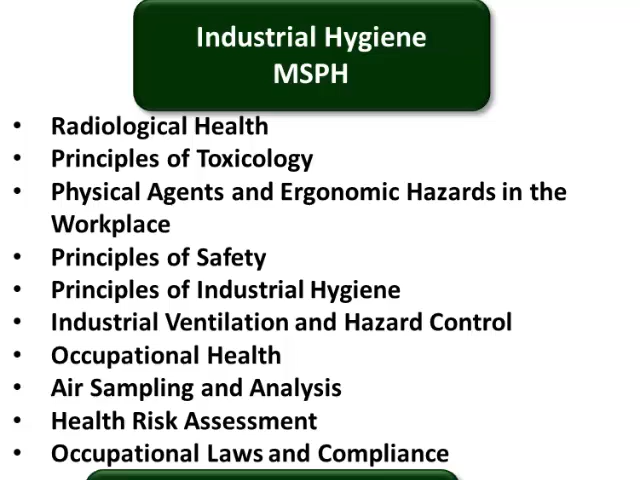 Industrial Hygiene
MSPH
• Radiological Health
• Principles of Toxicology
• Physical Agents and Ergonomic Hazards in the
Workplace
• Principles of Safety
• Principles of Industrial Hygiene
• Industrial Ventilation and Hazard Control
• Occupational Health
• Air Sampling and Analysis
• Health Risk Assessment
• Occupational Laws and Compliance